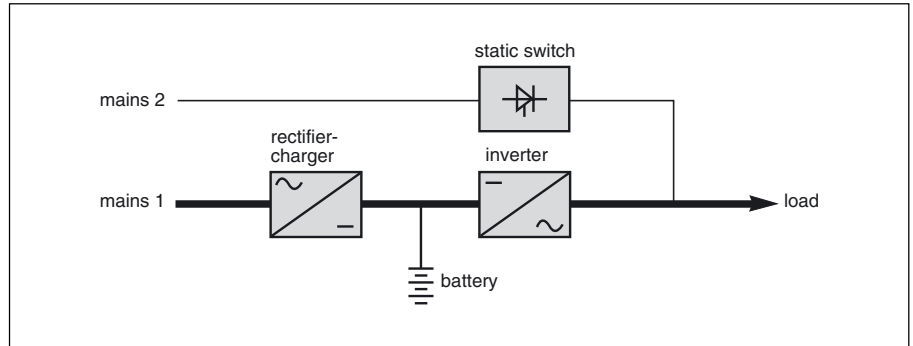 static switch
mains 2
rectifier-
charger
inverter
mains 1
load
battery